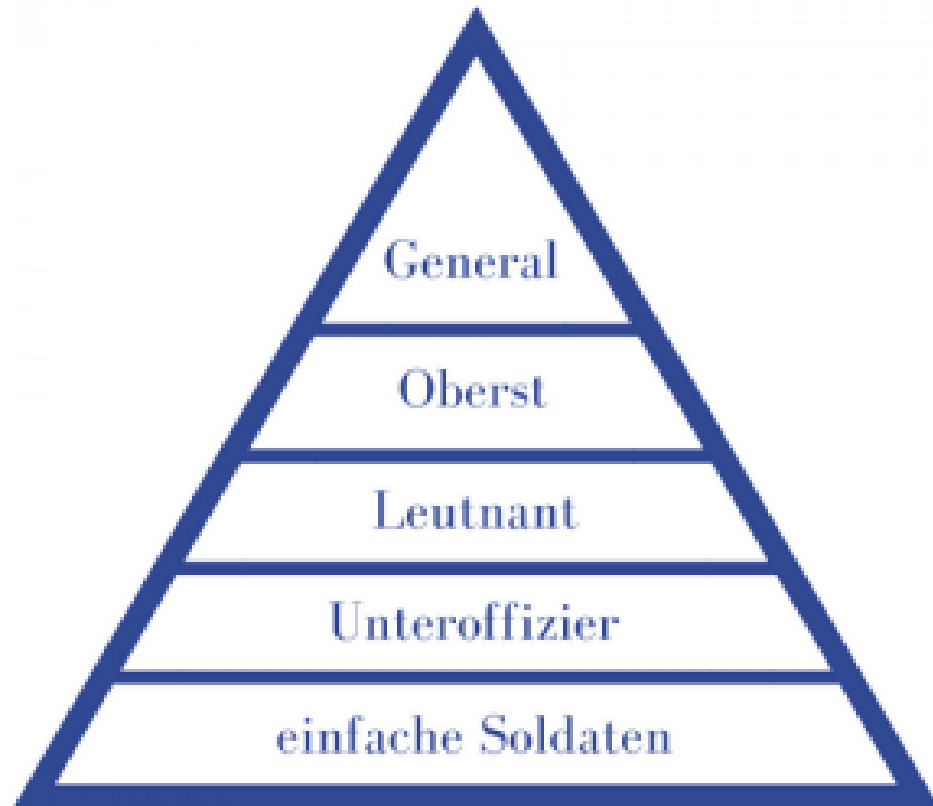 General
Oberst
Leutnant
Unteroffizier
einfache Soldaten